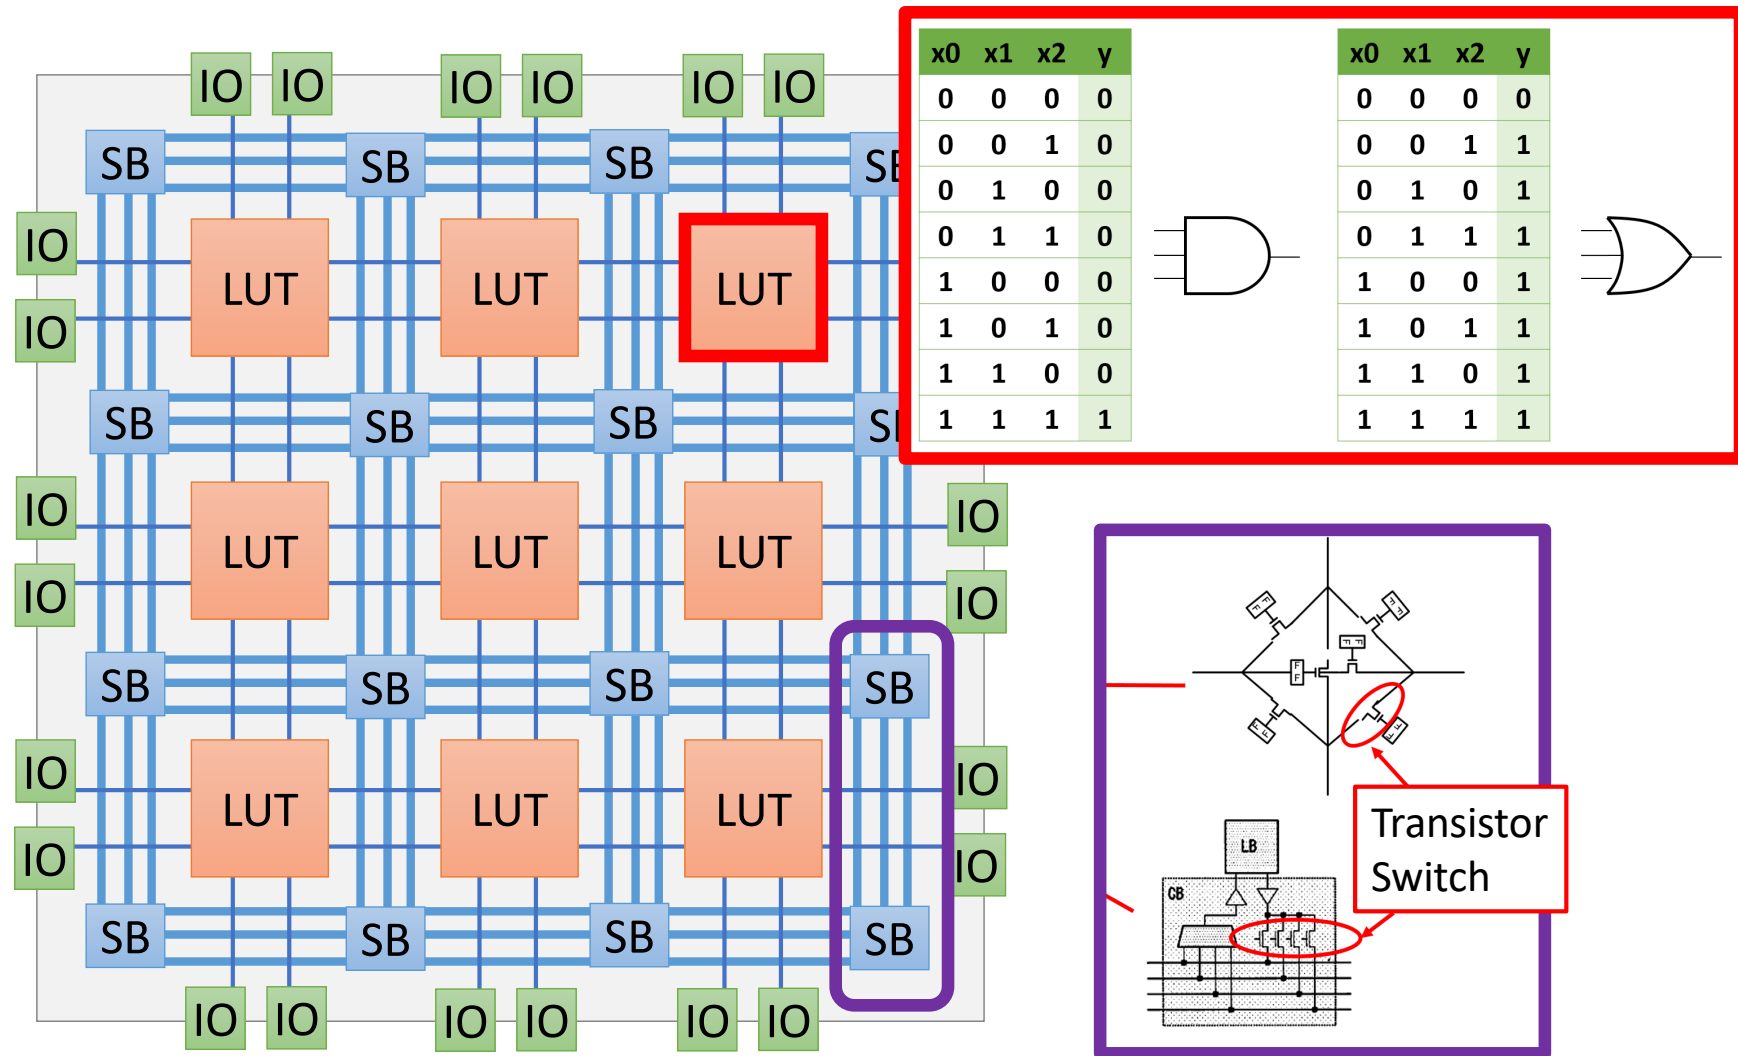 IO IO IO IO IO IO
SB SB SB
IO LUT LUT LUT
IO
SB SB SB
IO LUT LUT LUT IO
IO IO
SB SB SB SB
IO LUT LUT LUT IO
IO IO
SB SB SB SB
IO IO IO IO IO IO
x0 x1 x2 y
0 0 0 0
0 0 1 0
0 1 0 0
0 1 1 0
1 0 0 0
1 0 1 0
1 1 0 0
1 1 1 1
x0 x1 x2 y
0 0 0 0
0 0 1 1
0 1 0 1
0 1 1 1
1 0 0 1
1 0 1 1
1 1 0 1
1 1 1 1
FF FF
FF
FF
FF FF
Transistor
Switch
LB
CB